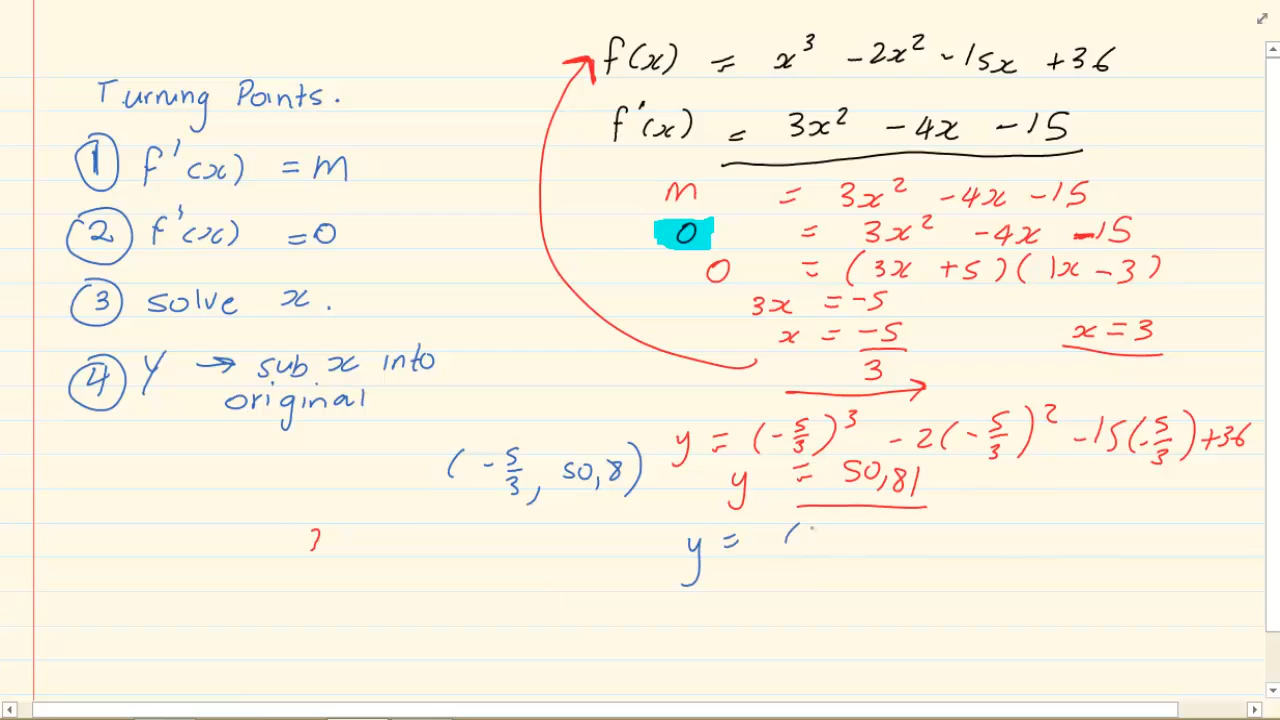 Turning Points.
① f'(x) = m
② f'(x) = 0
③ solve x.
④ Y → sub x into
original
f(x) = x³ - 2x² - 15x + 36
f'(x) = 3x² - 4x - 15
m = 3x² - 4x - 15
0 = 3x² - 4x - 15
0 = (3x + 5)(1x - 3)
3x = -5
x = -5/3 x = 3
y = (-5/3)³ - 2(-5/3)² - 15(-5/3) + 36
y = 50,81
(-5/3, 50,8)
y = (